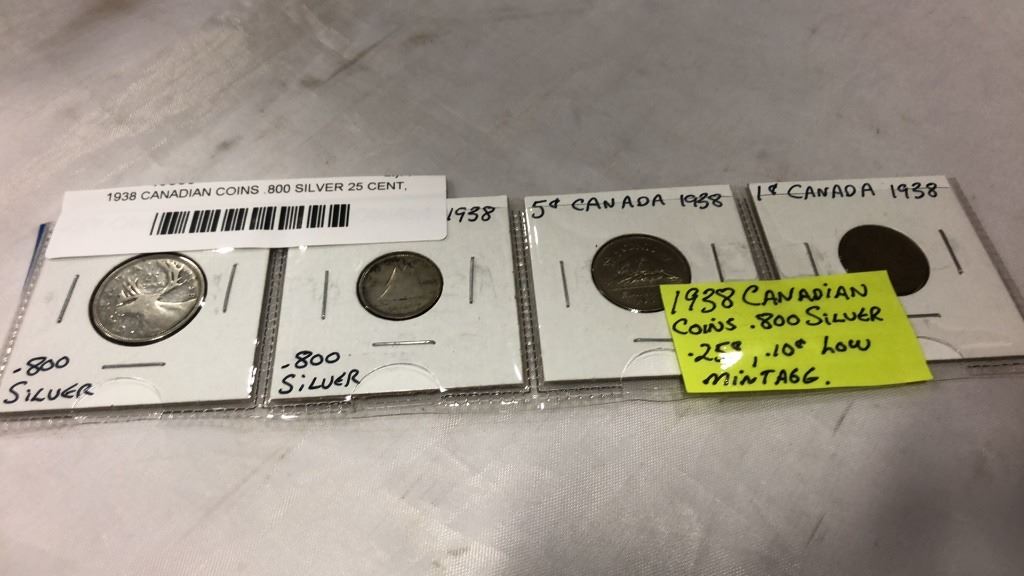 1938 CANADIAN COINS .800 SILVER 25 CENT,
1938
5¢ CANADA 1938
1¢ CANADA 1938
.800
SILVER
.800
SILVER
1938 CANADIAN
COINS .800 SILVER
.25¢, .10¢ LOW
MINTAGE.